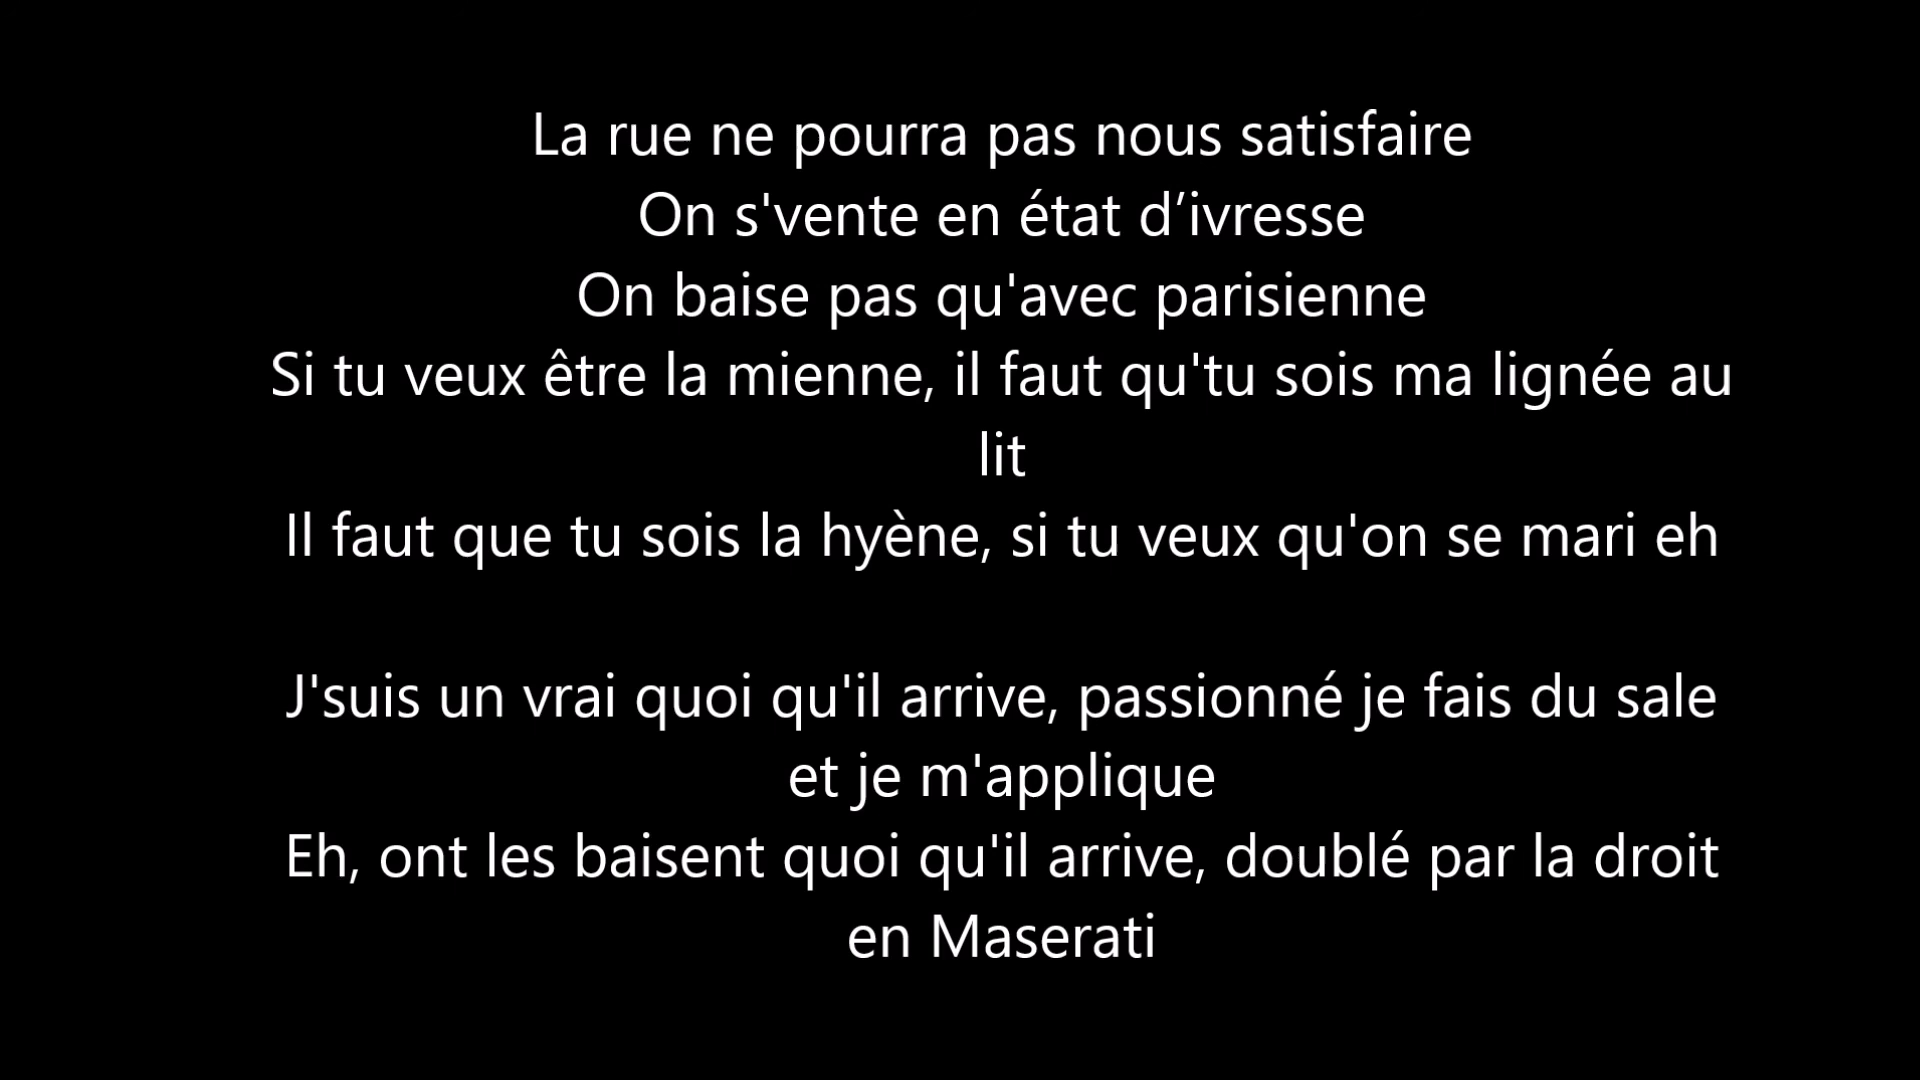 La rue ne pourra pas nous satisfaire
On s'vente en état d’ivresse
On baise pas qu'avec parisienne
Si tu veux être la mienne, il faut qu'tu sois ma lignée au
lit
Il faut que tu sois la hyène, si tu veux qu'on se mari eh
J'suis un vrai quoi qu'il arrive, passionné je fais du sale
et je m'applique
Eh, ont les baisent quoi qu'il arrive, doublé par la droit
en Maserati